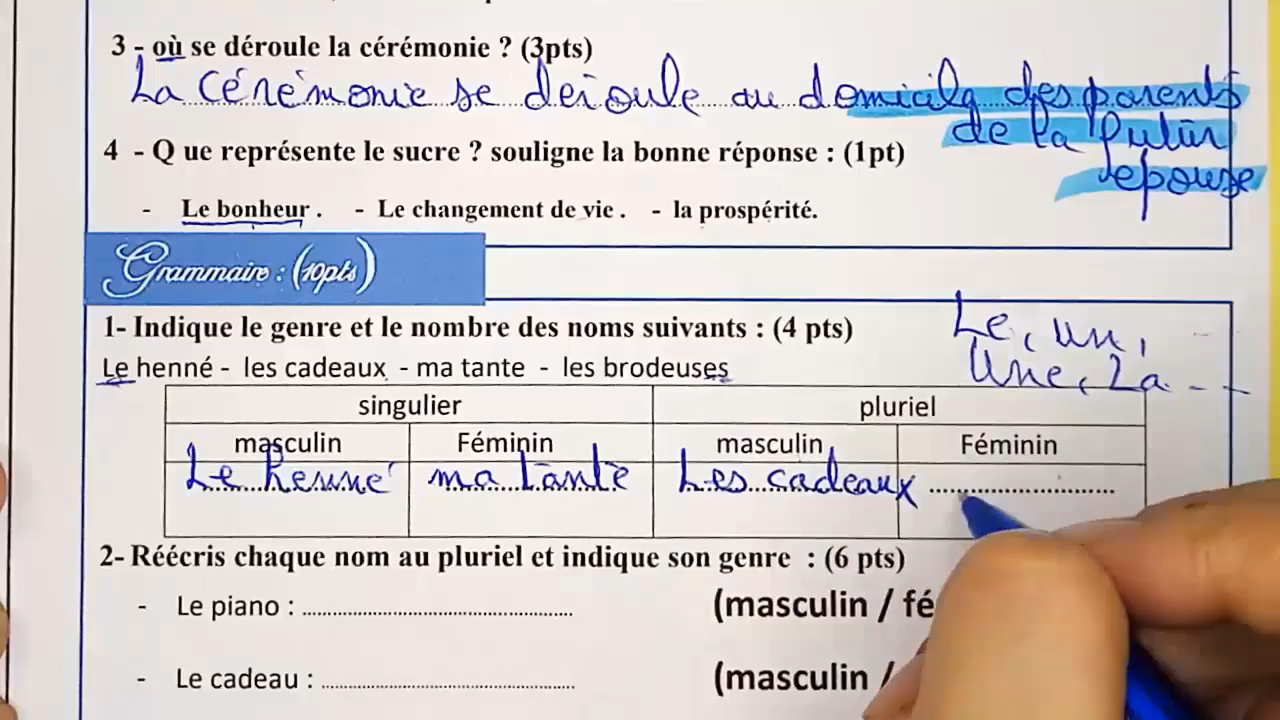 3 - où se déroule la cérémonie ? (3pts)
La cérémonie se deroule au domicile des parents
de la futur
epouse
4 - Q ue représente le sucre ? souligne la bonne réponse : (1pt)
- Le bonheur . - Le changement de vie . - la prospérité.
Grammaire : (10pts)
1- Indique le genre et le nombre des noms suivants : (4 pts)
Le, un,
une, La - -
Le henné - les cadeaux - ma tante - les brodeuses
singulier pluriel
masculin Féminin masculin Féminin
Le henné ma tante Les cadeaux ..............................
2- Réécris chaque nom au pluriel et indique son genre : (6 pts)
- Le piano : ............................................ (masculin / fé
- Le cadeau : .......................................... (masculin /